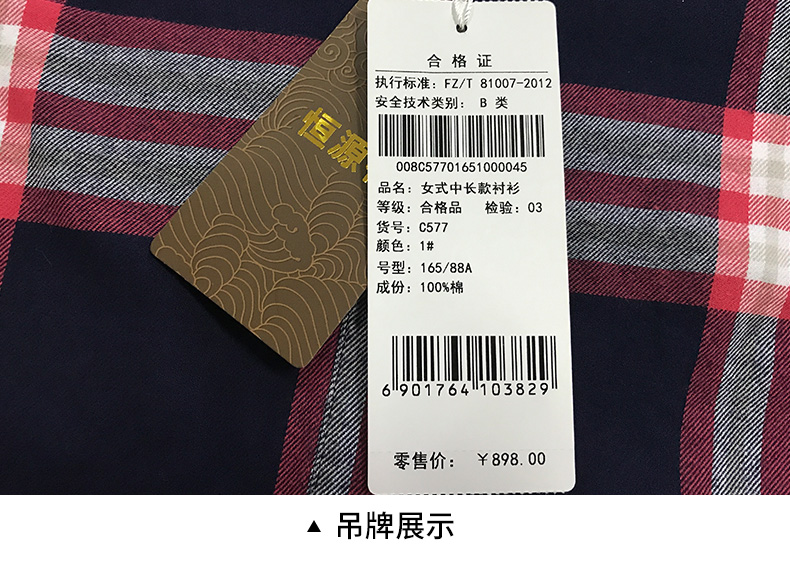 恒源
合格证
执行标准: FZ/T 81007-2012
安全技术类别: B 类
008C57701651000045
品名: 女式中长款衬衫
等级: 合格品 检验: 03
货号: C577
颜色: 1#
号型: 165/88A
成份: 100%棉
6 901764 103829
零售价: ￥898.00
▲ 吊牌展示